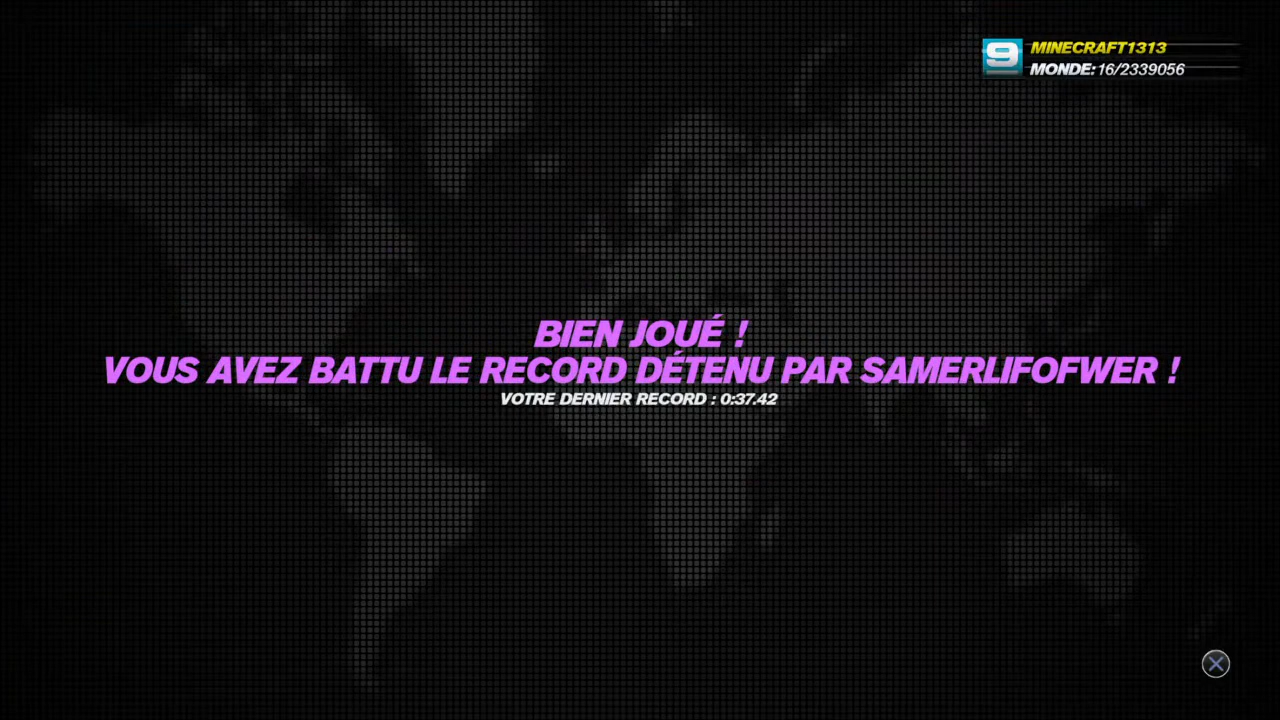 9
MINECRAFT1313
MONDE: 16/2339056
BIEN JOUÉ !
VOUS AVEZ BATTU LE RECORD DÉTENU PAR SAMERLIFOFWER !
VOTRE DERNIER RECORD : 0:37.42